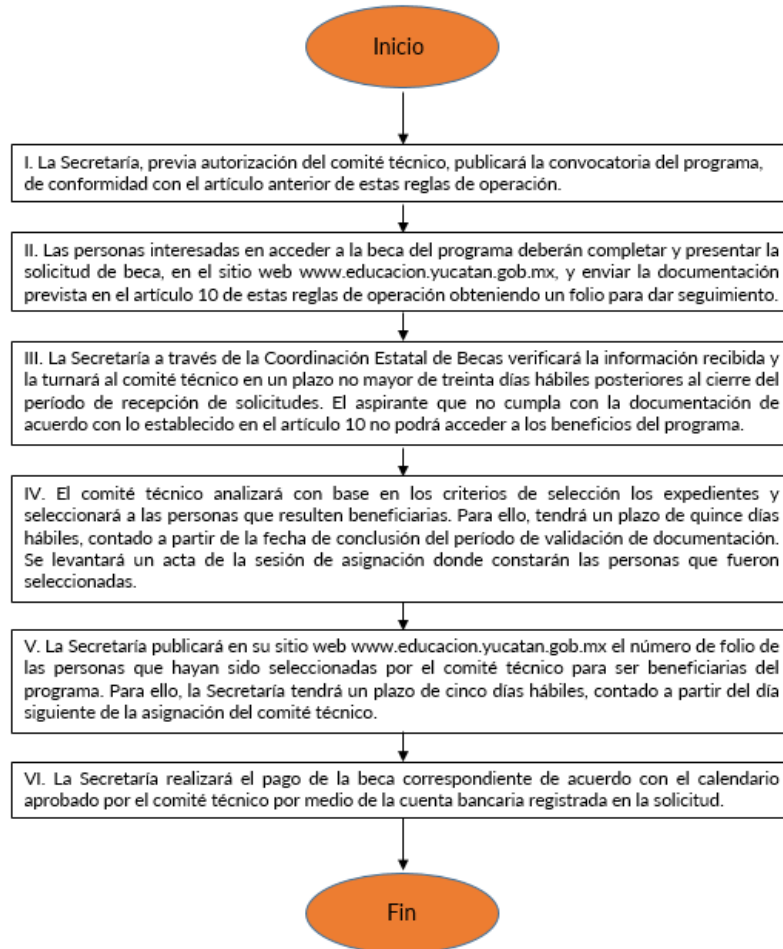 Inicio
I. La Secretaría, previa autorización del comité técnico, publicará la convocatoria del programa,
de conformidad con el artículo anterior de estas reglas de operación.
II. Las personas interesadas en acceder a la beca del programa deberán completar y presentar la
solicitud de beca, en el sitio web www.educacion.yucatan.gob.mx, y enviar la documentación
prevista en el artículo 10 de estas reglas de operación obteniendo un folio para dar seguimiento.
III. La Secretaría a través de la Coordinación Estatal de Becas verificará la información recibida y
la turnará al comité técnico en un plazo no mayor de treinta días hábiles posteriores al cierre del
período de recepción de solicitudes. El aspirante que no cumpla con la documentación de
acuerdo con lo establecido en el artículo 10 no podrá acceder a los beneficios del programa.
IV. El comité técnico analizará con base en los criterios de selección los expedientes y
seleccionará a las personas que resulten beneficiarias. Para ello, tendrá un plazo de quince días
hábiles, contado a partir de la fecha de conclusión del período de validación de documentación.
Se levantará un acta de la sesión de asignación donde constarán las personas que fueron
seleccionadas.
V. La Secretaría publicará en su sitio web www.educacion.yucatan.gob.mx el número de folio de
las personas que hayan sido seleccionadas por el comité técnico para ser beneficiarias del
programa. Para ello, la Secretaría tendrá un plazo de cinco días hábiles, contado a partir del día
siguiente de la asignación del comité técnico.
VI. La Secretaría realizará el pago de la beca correspondiente de acuerdo con el calendario
aprobado por el comité técnico por medio de la cuenta bancaria registrada en la solicitud.
Fin